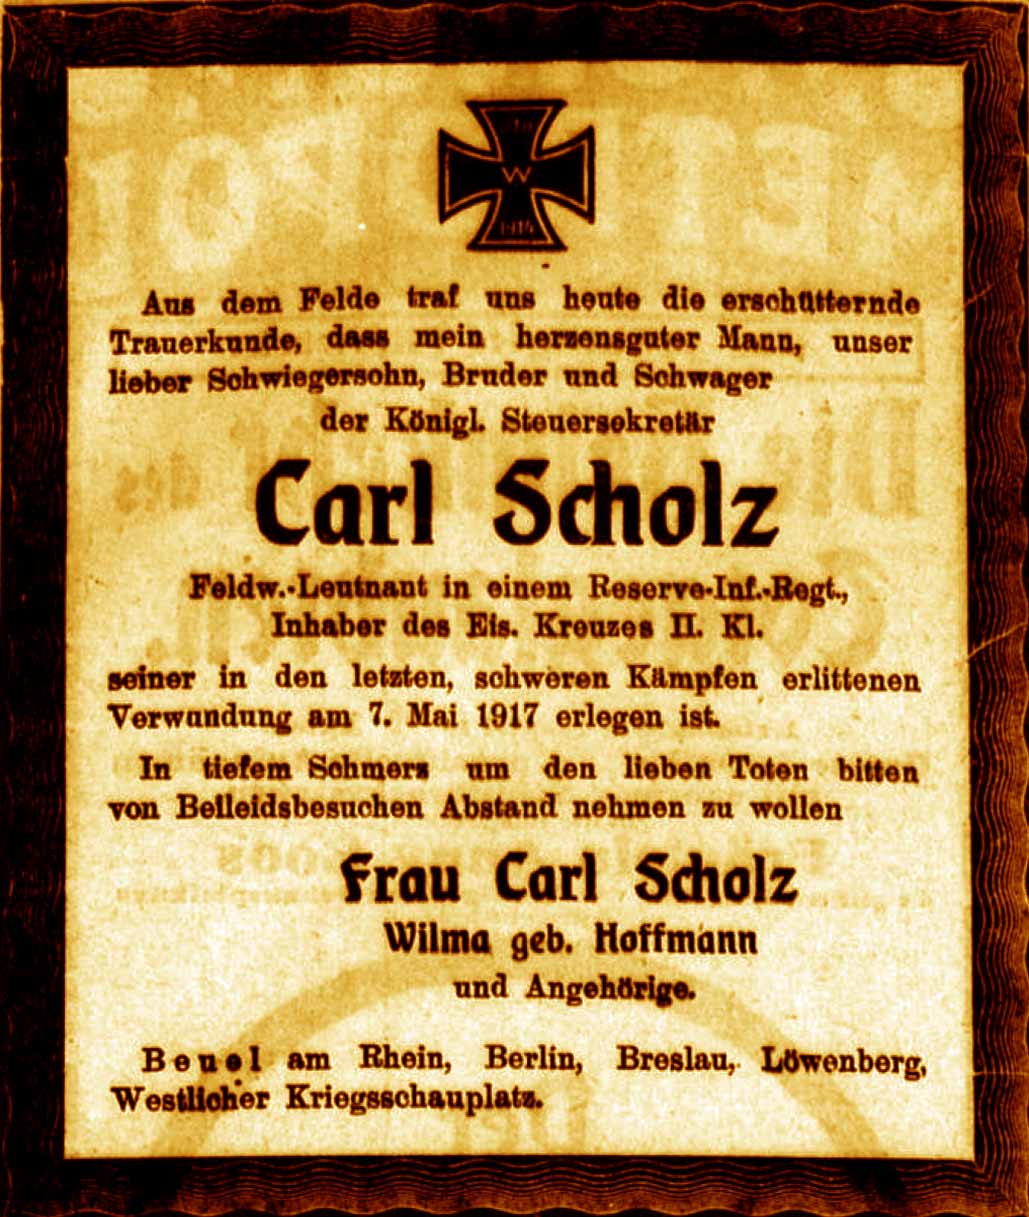 W
1914
Aus dem Felde traf uns heute die erschütternde
Trauerkunde, dass mein herzensguter Mann, unser
lieber Schwiegersohn, Bruder und Schwager
der Königl. Steuersekretär
Carl Scholz
Feldw.-Leutnant in einem Reserve-Inf.-Regt.,
Inhaber des Eis. Kreuzes II. Kl.
seiner in den letzten, schweren Kämpfen erlittenen
Verwundung am 7. Mai 1917 erlegen ist.
In tiefem Schmerz um den lieben Toten bitten
von Beileidsbesuchen Abstand nehmen zu wollen
Frau Carl Scholz
Wilma geb. Hoffmann
und Angehörige.
Beuel am Rhein, Berlin, Breslau, Löwenberg,
Westlicher Kriegsschauplatz.